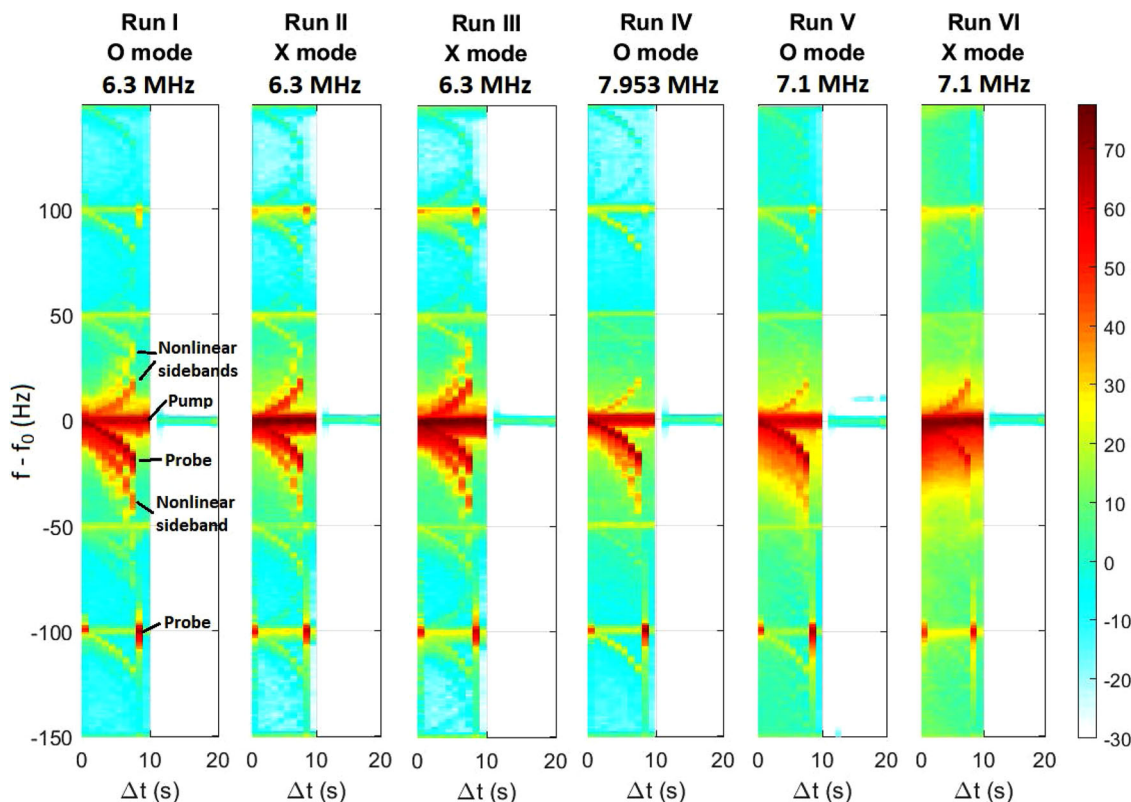 Run I
O mode
6.3 MHz
Run II
X mode
6.3 MHz
Run III
X mode
6.3 MHz
Run IV
O mode
7.953 MHz
Run V
O mode
7.1 MHz
Run VI
X mode
7.1 MHz
f - f₀ (Hz)
100
50
0
-50
-100
-150
Nonlinear
sidebands
Pump
Probe
Nonlinear
sideband
Probe
0 10 20
0 10 20
0 10 20
0 10 20
0 10 20
0 10 20
Δt (s)
Δt (s)
Δt (s)
Δt (s)
Δt (s)
Δt (s)
70
60
50
40
30
20
10
0
-10
-20
-30